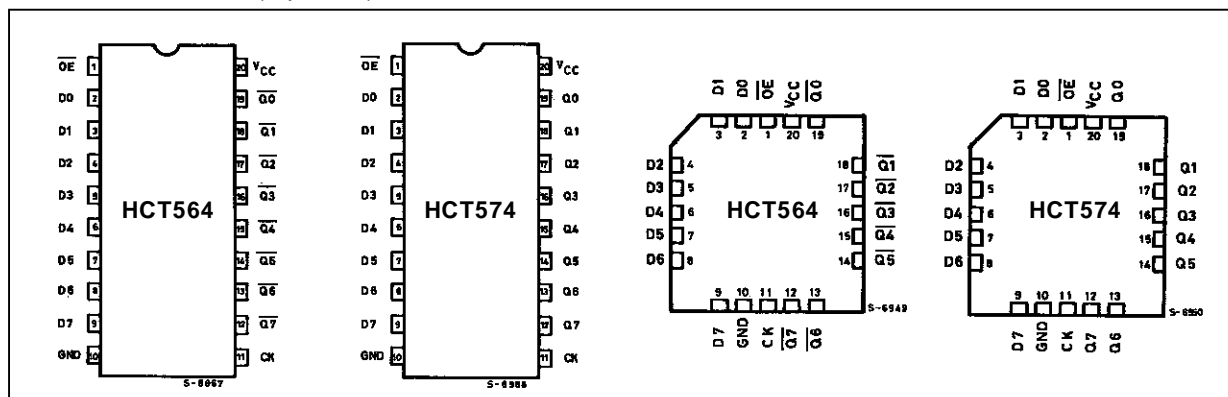 OE 1 20 VCC
D0 2 19 Q0
D1 3 18 Q1
D2 4 17 Q2
D3 5 16 Q3
HCT564
D4 6 15 Q4
D5 7 14 Q5
D6 8 13 Q6
D7 9 12 Q7
GND 10 11 CK
S-8067
OE 1 20 VCC
D0 2 19 Q0
D1 3 18 Q1
D2 4 17 Q2
D3 5 16 Q3
HCT574
D4 6 15 Q4
D5 7 14 Q5
D6 8 13 Q6
D7 9 12 Q7
GND 10 11 CK
D1 D0 OE VCC Q0
3 2 1 20 19
D2 4 18 Q1
D3 5 17 Q2
D4 6 HCT564 16 Q3
D5 7 15 Q4
D6 8 14 Q5
9 10 11 12 13
S-6949
D7 GND CK Q7 Q6
D1 D0 OE VCC Q0
3 2 1 20 19
D2 4 18 Q1
D3 5 17 Q2
D4 6 HCT574 16 Q3
D5 7 15 Q4
D6 8 14 Q5
9 10 11 12 13
S-6950
D7 GND CK Q7 Q6